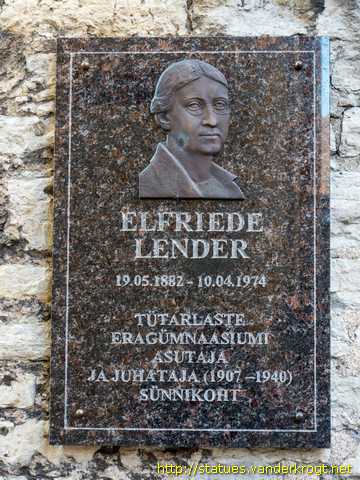 ELFRIEDE
LENDER
19.05.1882 - 10.04.1974
TÜTARLASTE
ERAGÜMNAASIUMI
ASUTAJA
JA JUHATAJA (1907 -1940)
SÜNNIKOHT
http://statues.vanderkrogt.net